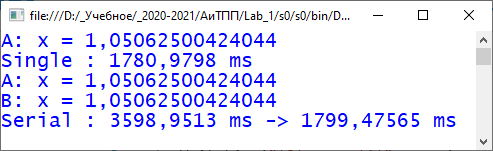 file:///D:/_Учебное/_2020-2021/АиТПП/Lab_1/s0/s0/bin/D...
A: x = 1,05062500424044
Single : 1780,9798 ms
A: x = 1,05062500424044
B: x = 1,05062500424044
Serial : 3598,9513 ms -> 1799,47565 ms